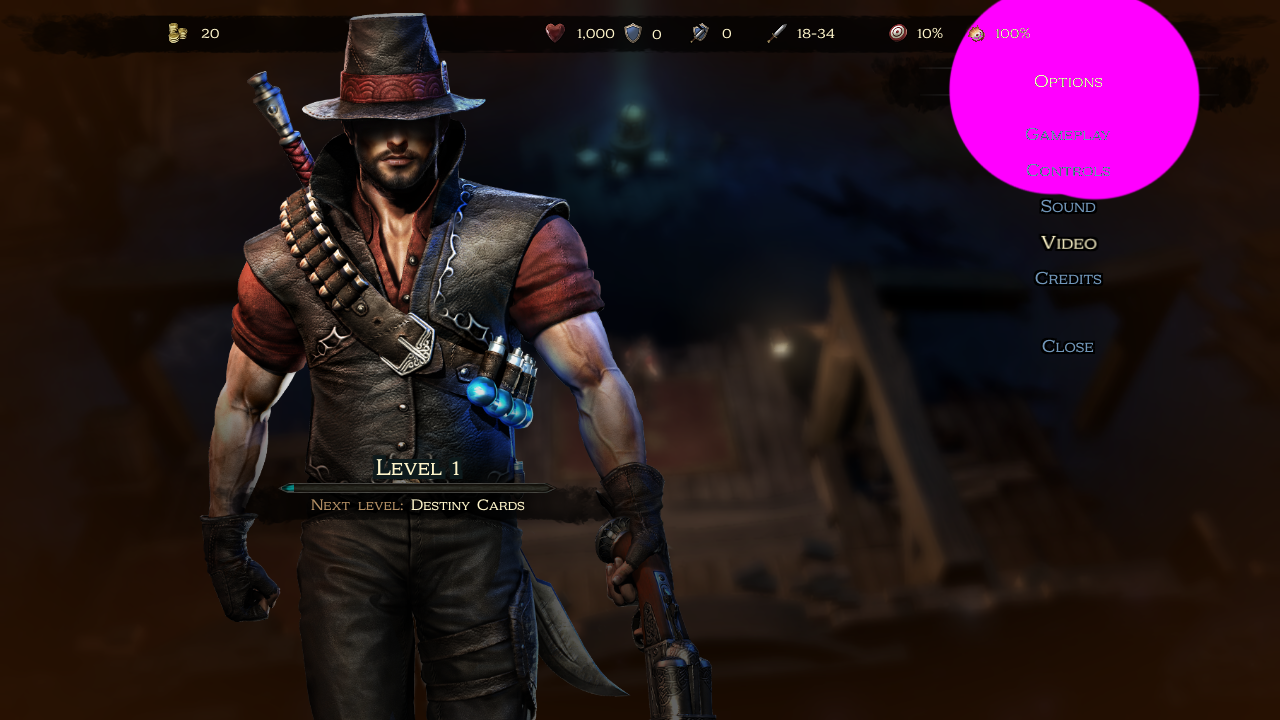 20 1,000 0 0 18-34 10% 100%
Options
Gameplay
Controls
Sound
Video
Credits
Close
Level 1
Next level: Destiny Cards